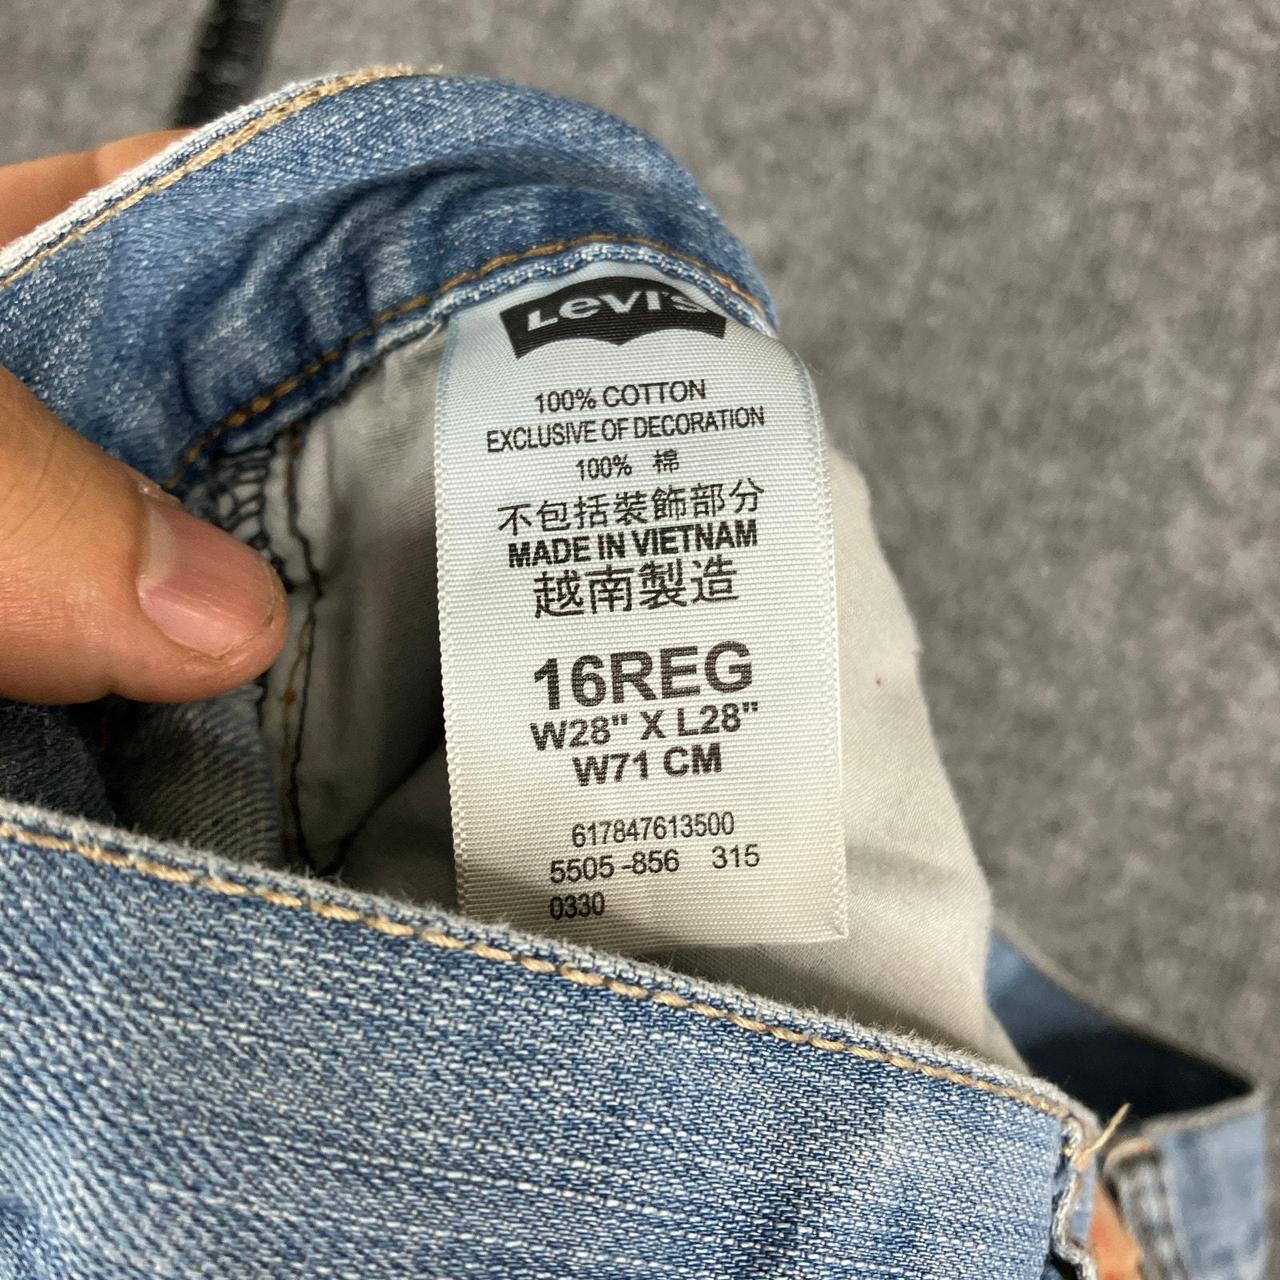 Levi's
100% COTTON
EXCLUSIVE OF DECORATION
100% 棉
不包括裝飾部分
MADE IN VIETNAM
越南製造
16REG
W28" X L28"
W71 CM
617847613500
5505 -856 315
0330